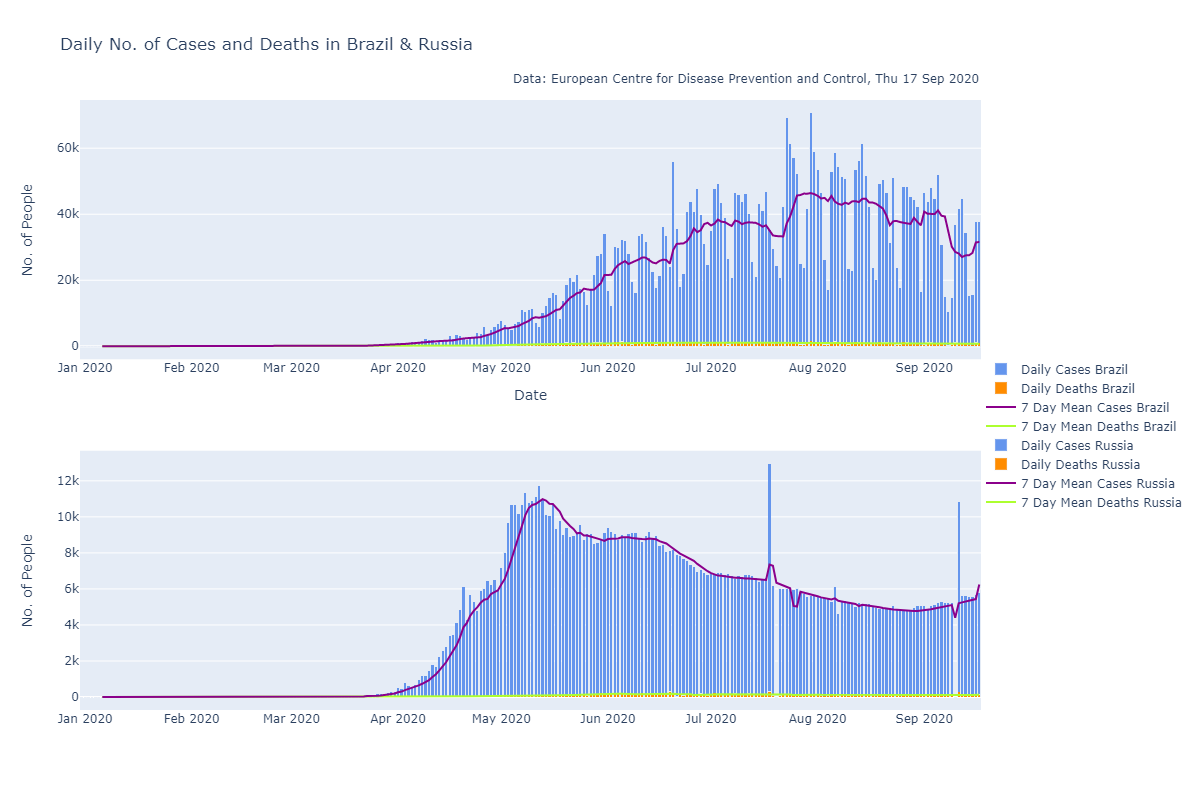 Daily No. of Cases and Deaths in Brazil & Russia
Data: European Centre for Disease Prevention and Control, Thu 17 Sep 2020
No. of People
60k
40k
20k
0
Jan 2020 Feb 2020 Mar 2020 Apr 2020 May 2020 Jun 2020 Jul 2020 Aug 2020 Sep 2020
Date
Daily Cases Brazil
Daily Deaths Brazil
7 Day Mean Cases Brazil
7 Day Mean Deaths Brazil
Daily Cases Russia
Daily Deaths Russia
7 Day Mean Cases Russia
7 Day Mean Deaths Russia
No. of People
12k
10k
8k
6k
4k
2k
0
Jan 2020 Feb 2020 Mar 2020 Apr 2020 May 2020 Jun 2020 Jul 2020 Aug 2020 Sep 2020